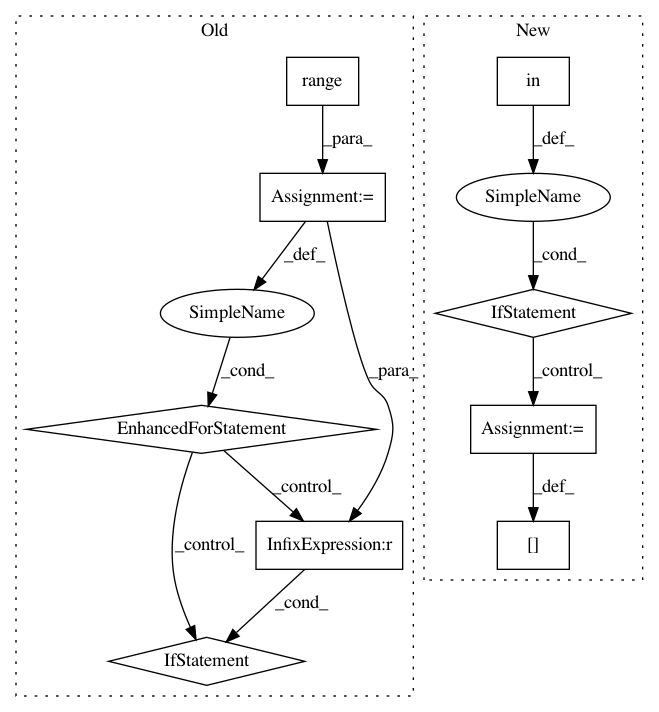 Old
New
range
in
_para_
_def_
Assignment:=
SimpleName
_def_
_cond_
SimpleName
IfStatement
_cond_
_para_
_control_
EnhancedForStatement
Assignment:=
_control_
_def_
_control_
InfixExpression:r
[]
_cond_
IfStatement